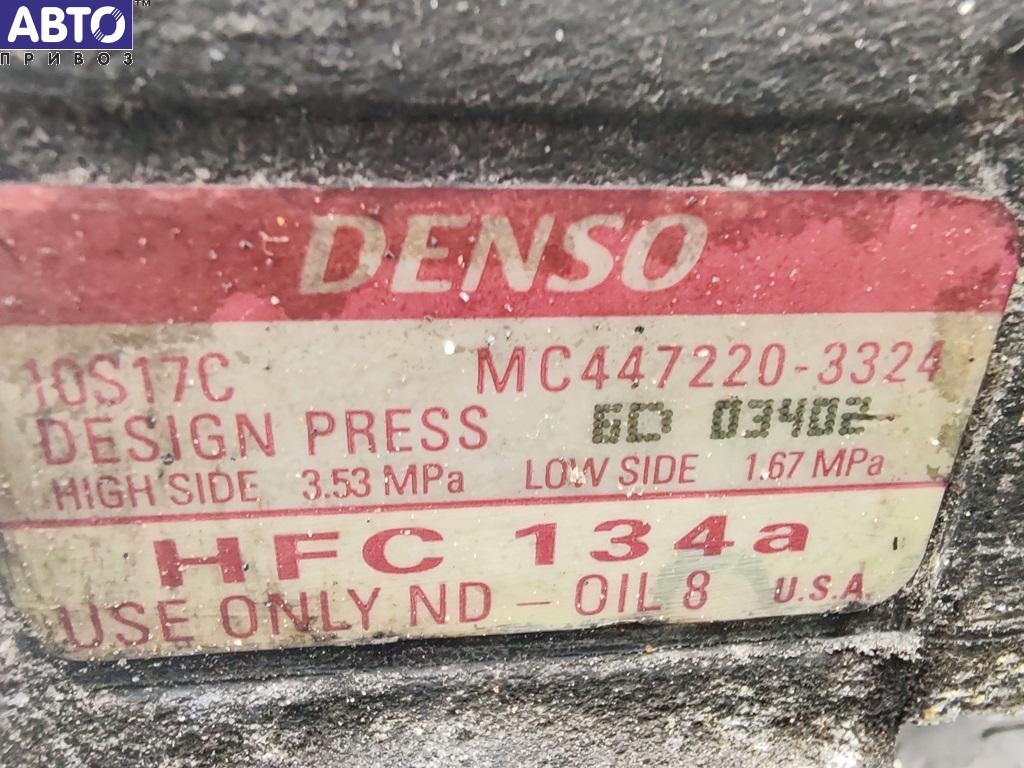 АВТО™
ПРИВОЗ
DENSO
10S17C MC447220-3324
DESIGN PRESS 6D 03402
HIGH SIDE 3.53 MPa LOW SIDE 1.67 MPa
HFC 134a
USE ONLY ND - OIL 8 U.S.A.